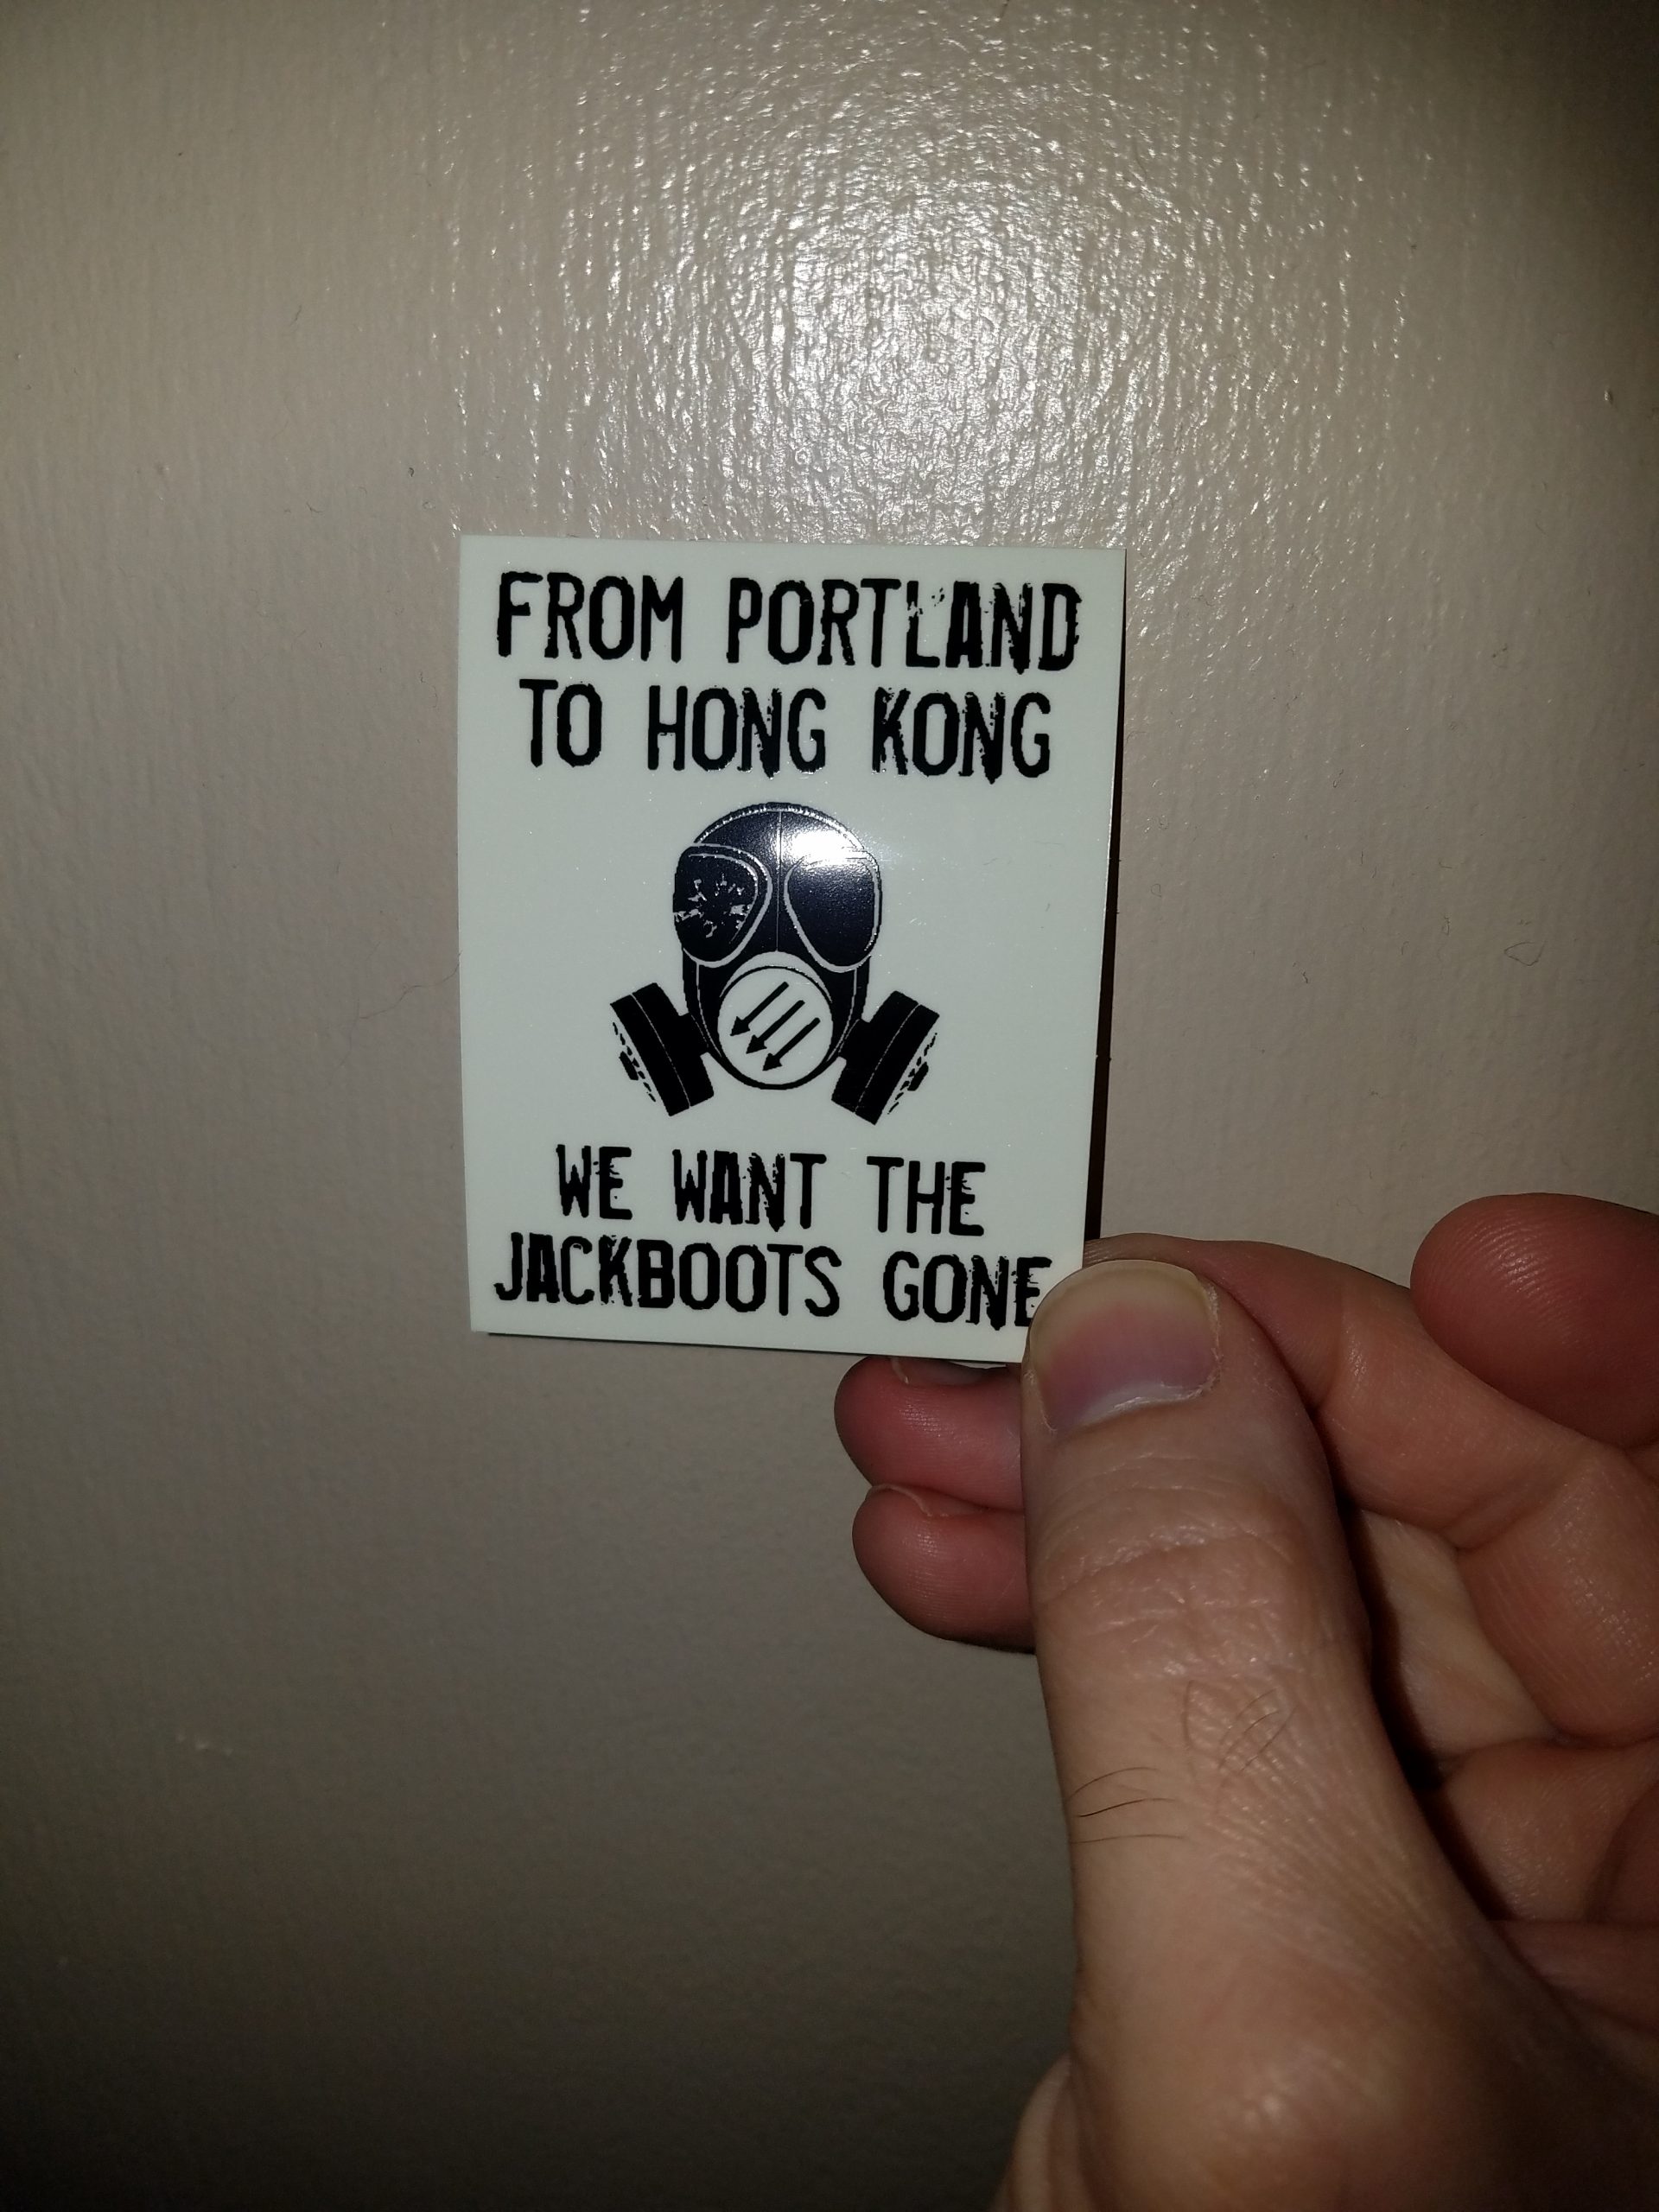 FROM PORTLAND
TO HONG KONG
WE WANT THE
JACKBOOTS GONE